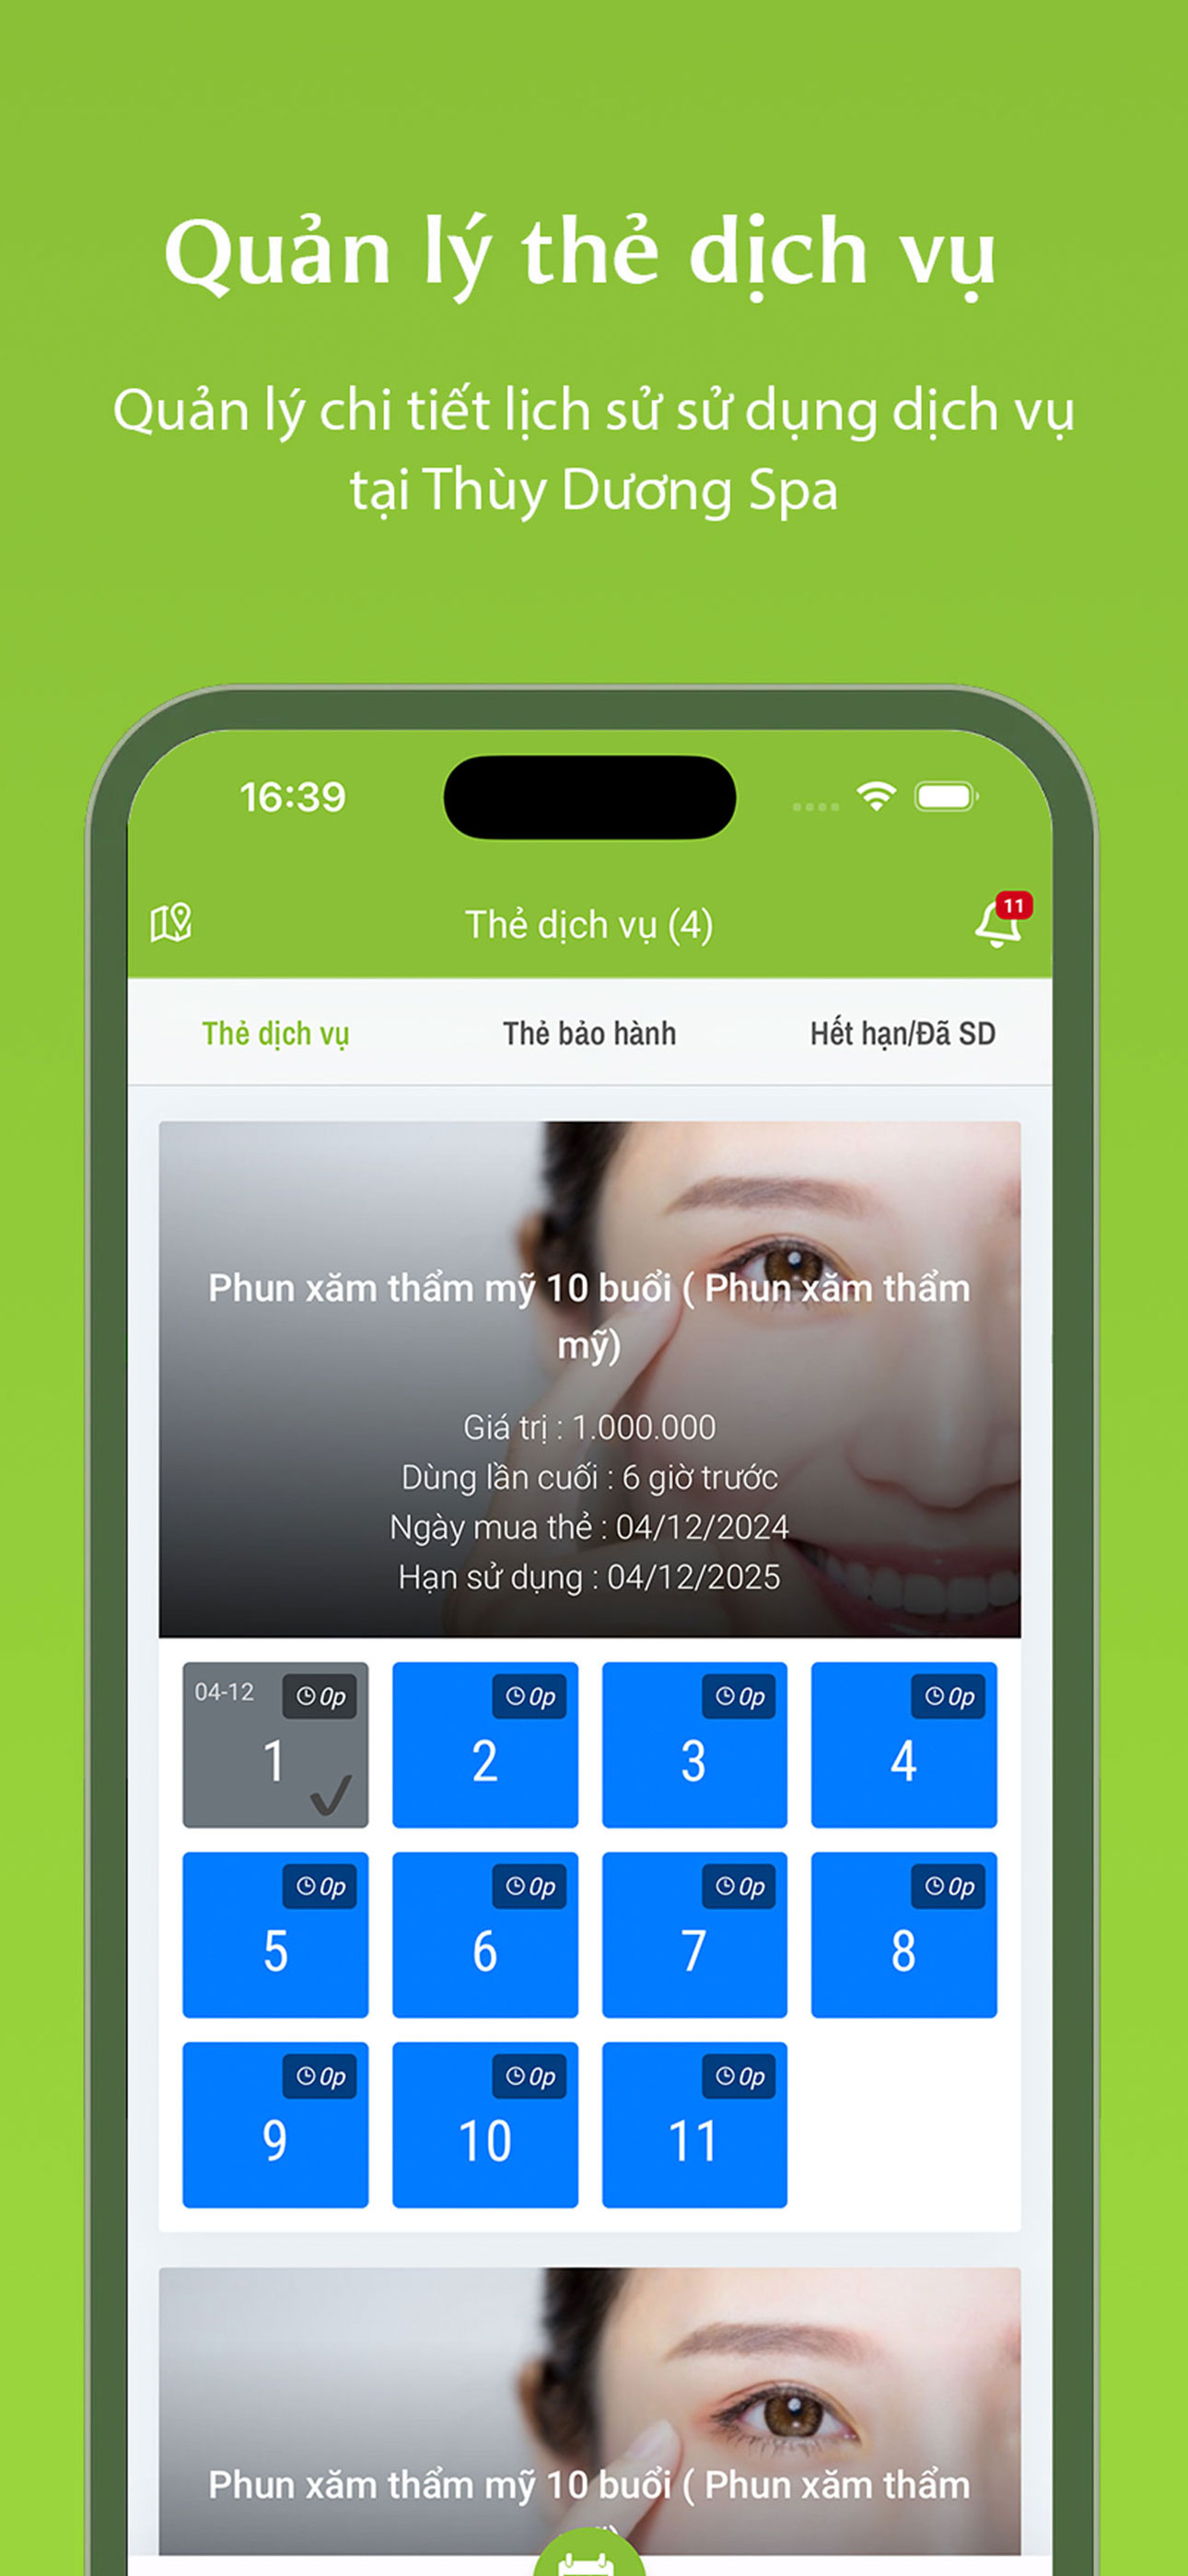 Quản lý thẻ dịch vụ
Quản lý chi tiết lịch sử sử dụng dịch vụ
tại Thùy Dương Spa
16:39
Thẻ dịch vụ (4)
11
Thẻ dịch vụ
Thẻ bảo hành
Hết hạn/Đã SD
Phun xăm thẩm mỹ 10 buổi ( Phun xăm thẩm
mỹ)
Giá trị : 1.000.000
Dùng lần cuối : 6 giờ trước
Ngày mua thẻ : 04/12/2024
Hạn sử dụng : 04/12/2025
04-12 0p 0p 0p 0p
1 2 3 4
0p 0p 0p 0p
5 6 7 8
0p 0p 0p
9 10 11
Phun xăm thẩm mỹ 10 buổi ( Phun xăm thẩm